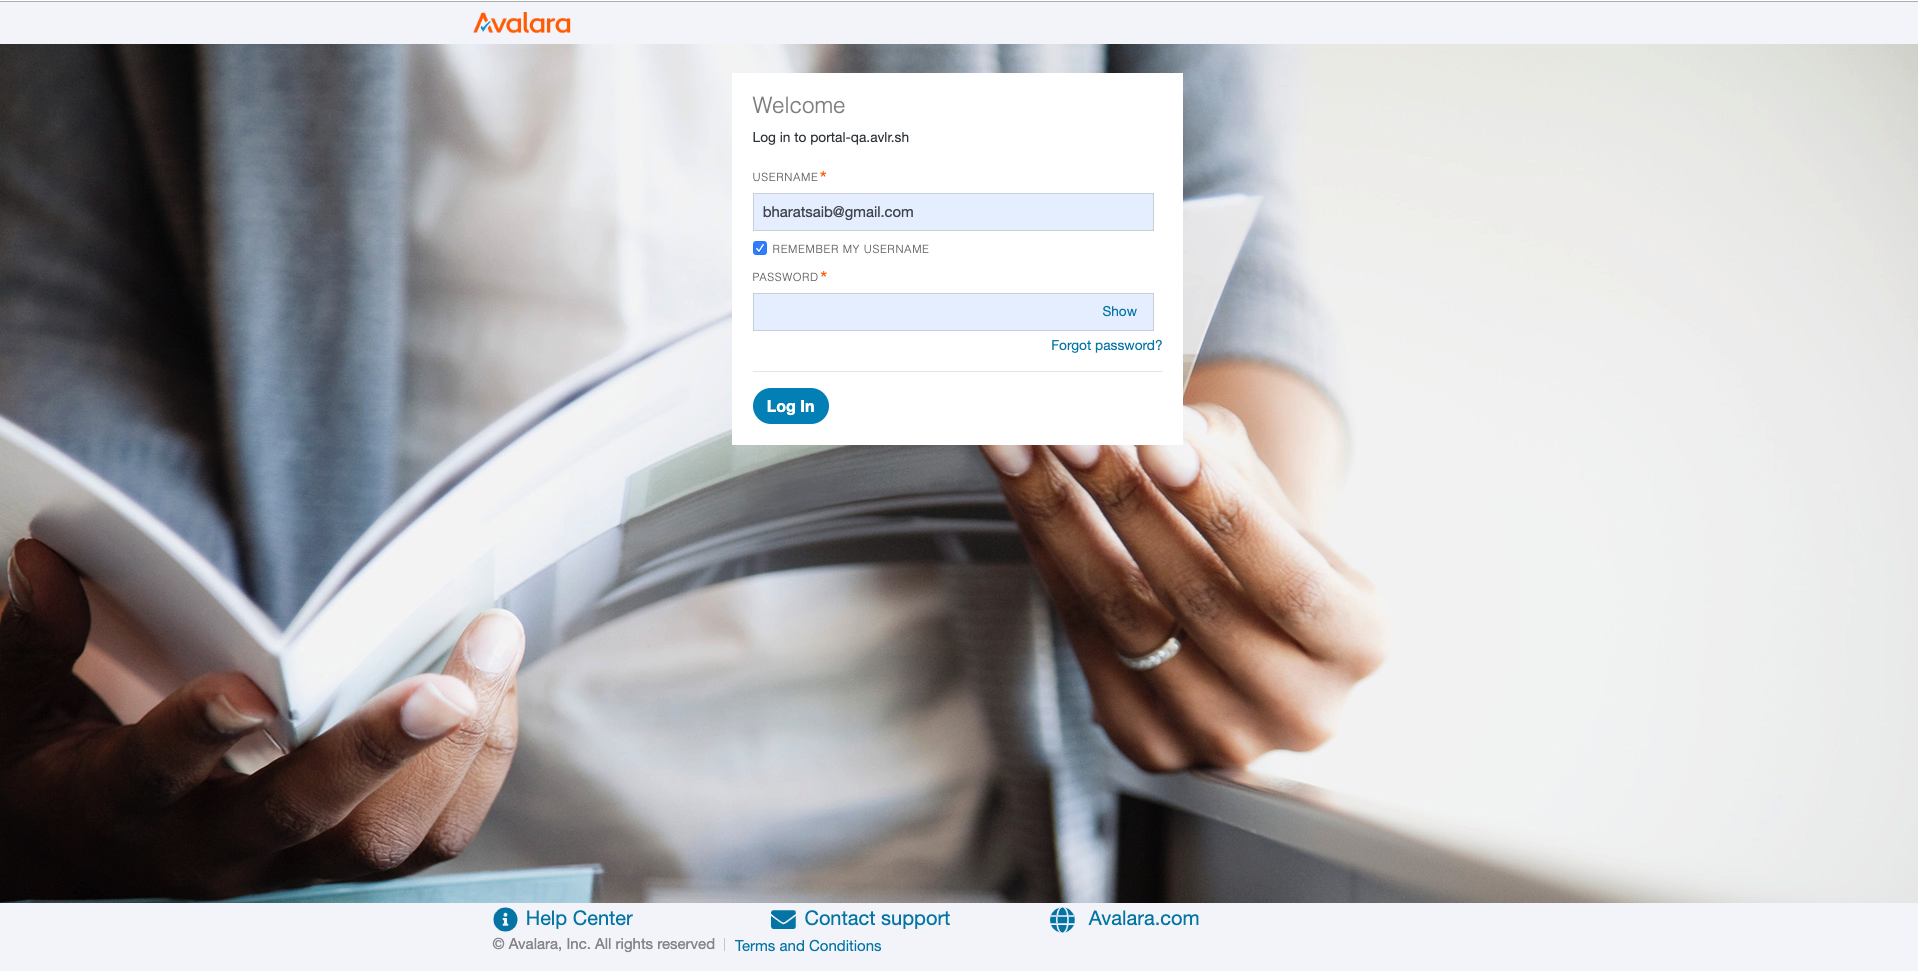 Avalara
Welcome
Log in to portal-qa.avlr.sh
USERNAME*
bharatsaib@gmail.com
REMEMBER MY USERNAME
PASSWORD*
Show
Forgot password?
Log In
Help Center
Contact support
Avalara.com
© Avalara, Inc. All rights reserved
Terms and Conditions